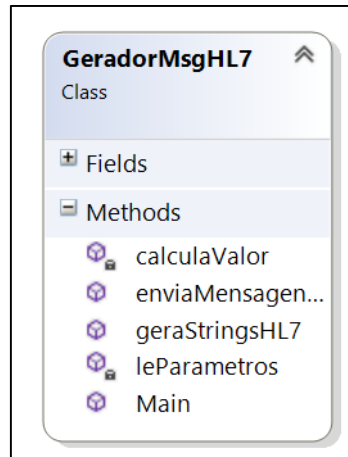 GeradorMsgHL7
Class
Fields
Methods
calculaValor
enviaMensagen...
geraStringsHL7
leParametros
Main